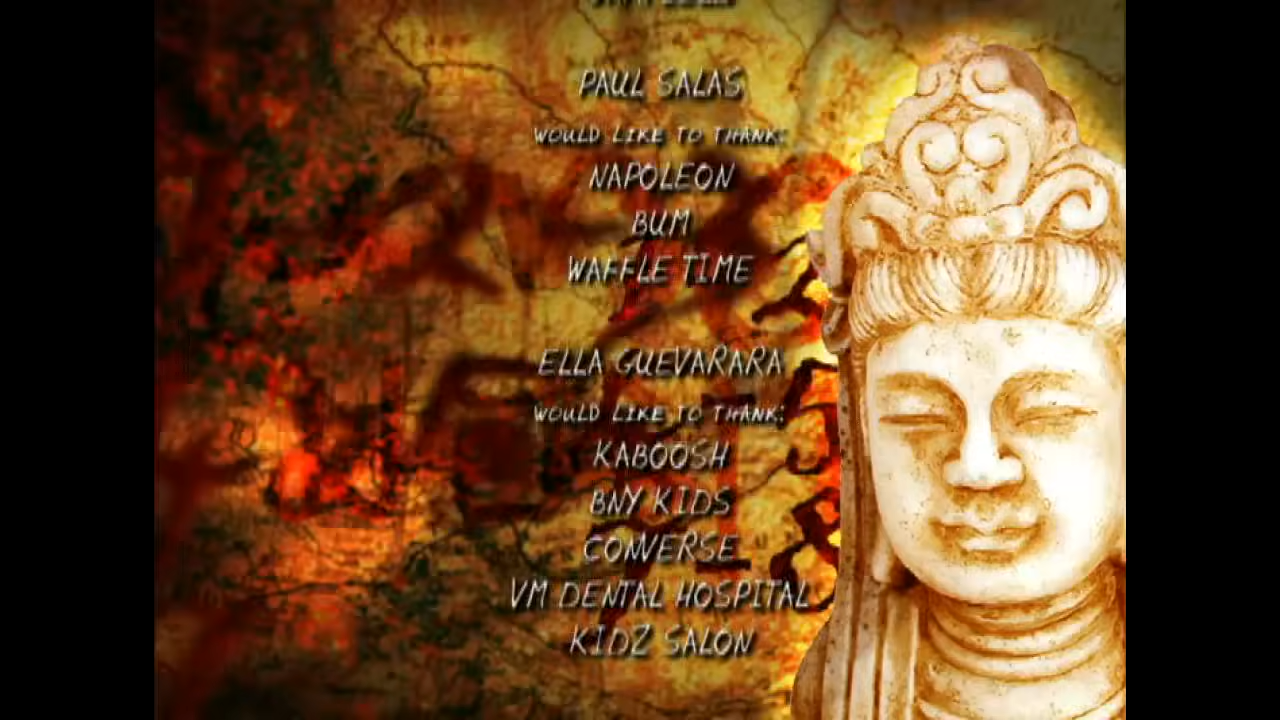 PAUL SALAS
WOULD LIKE TO THANK:
NAPOLEON
BUM
WAFFLE TIME
ELLA GUEVARARA
WOULD LIKE TO THANK:
KABOOSH
BNY KIDS
CONVERSE
VM DENTAL HOSPITAL
KIDZ SALON